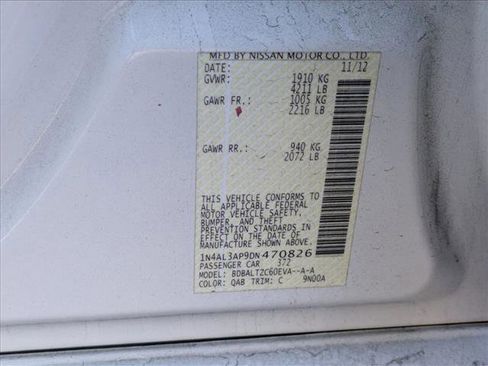 MFD BY NISSAN MOTOR CO., LTD.
DATE: 11/12
GVWR: 1910 KG
4211 LB
GAWR FR.: 1005 KG
2216 LB
GAWR RR.: 940 KG
2072 LB
THIS VEHICLE CONFORMS TO
ALL APPLICABLE FEDERAL
MOTOR VEHICLE SAFETY,
BUMPER, AND THEFT
PREVENTION STANDARDS
IN EFFECT ON THE DATE OF
MANUFACTURE SHOWN ABOVE.
1N4AL3AP9DN470826
PASSENGER CAR 372
MODEL: BDBALTZC60EVA--A-A
COLOR: QAB TRIM: C 9N00A